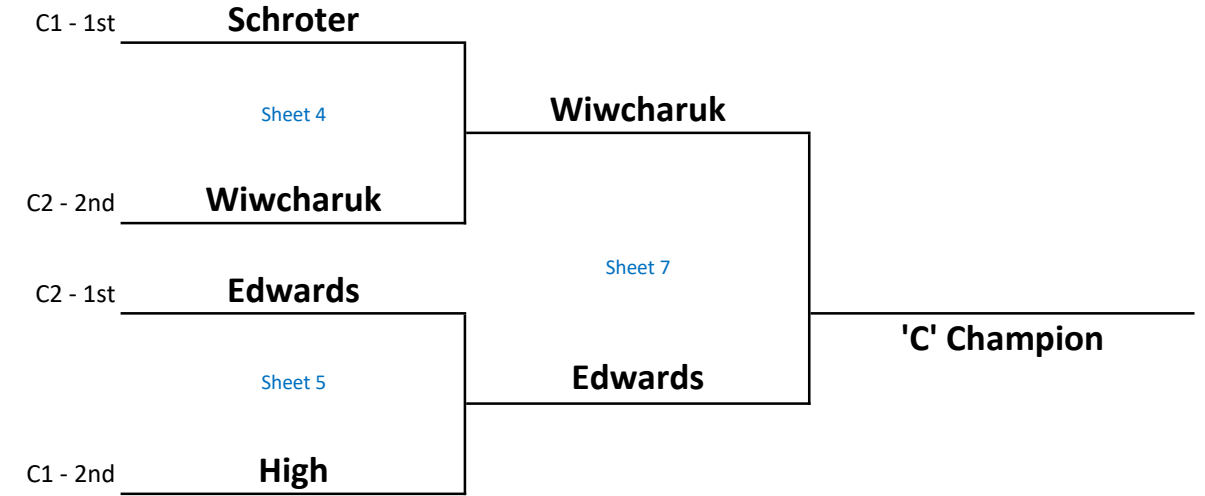 C1 - 1st Schroter
Sheet 4
Wiwcharuk
C2 - 2nd Wiwcharuk
Sheet 7
C2 - 1st Edwards
'C' Champion
Sheet 5
Edwards
C1 - 2nd High